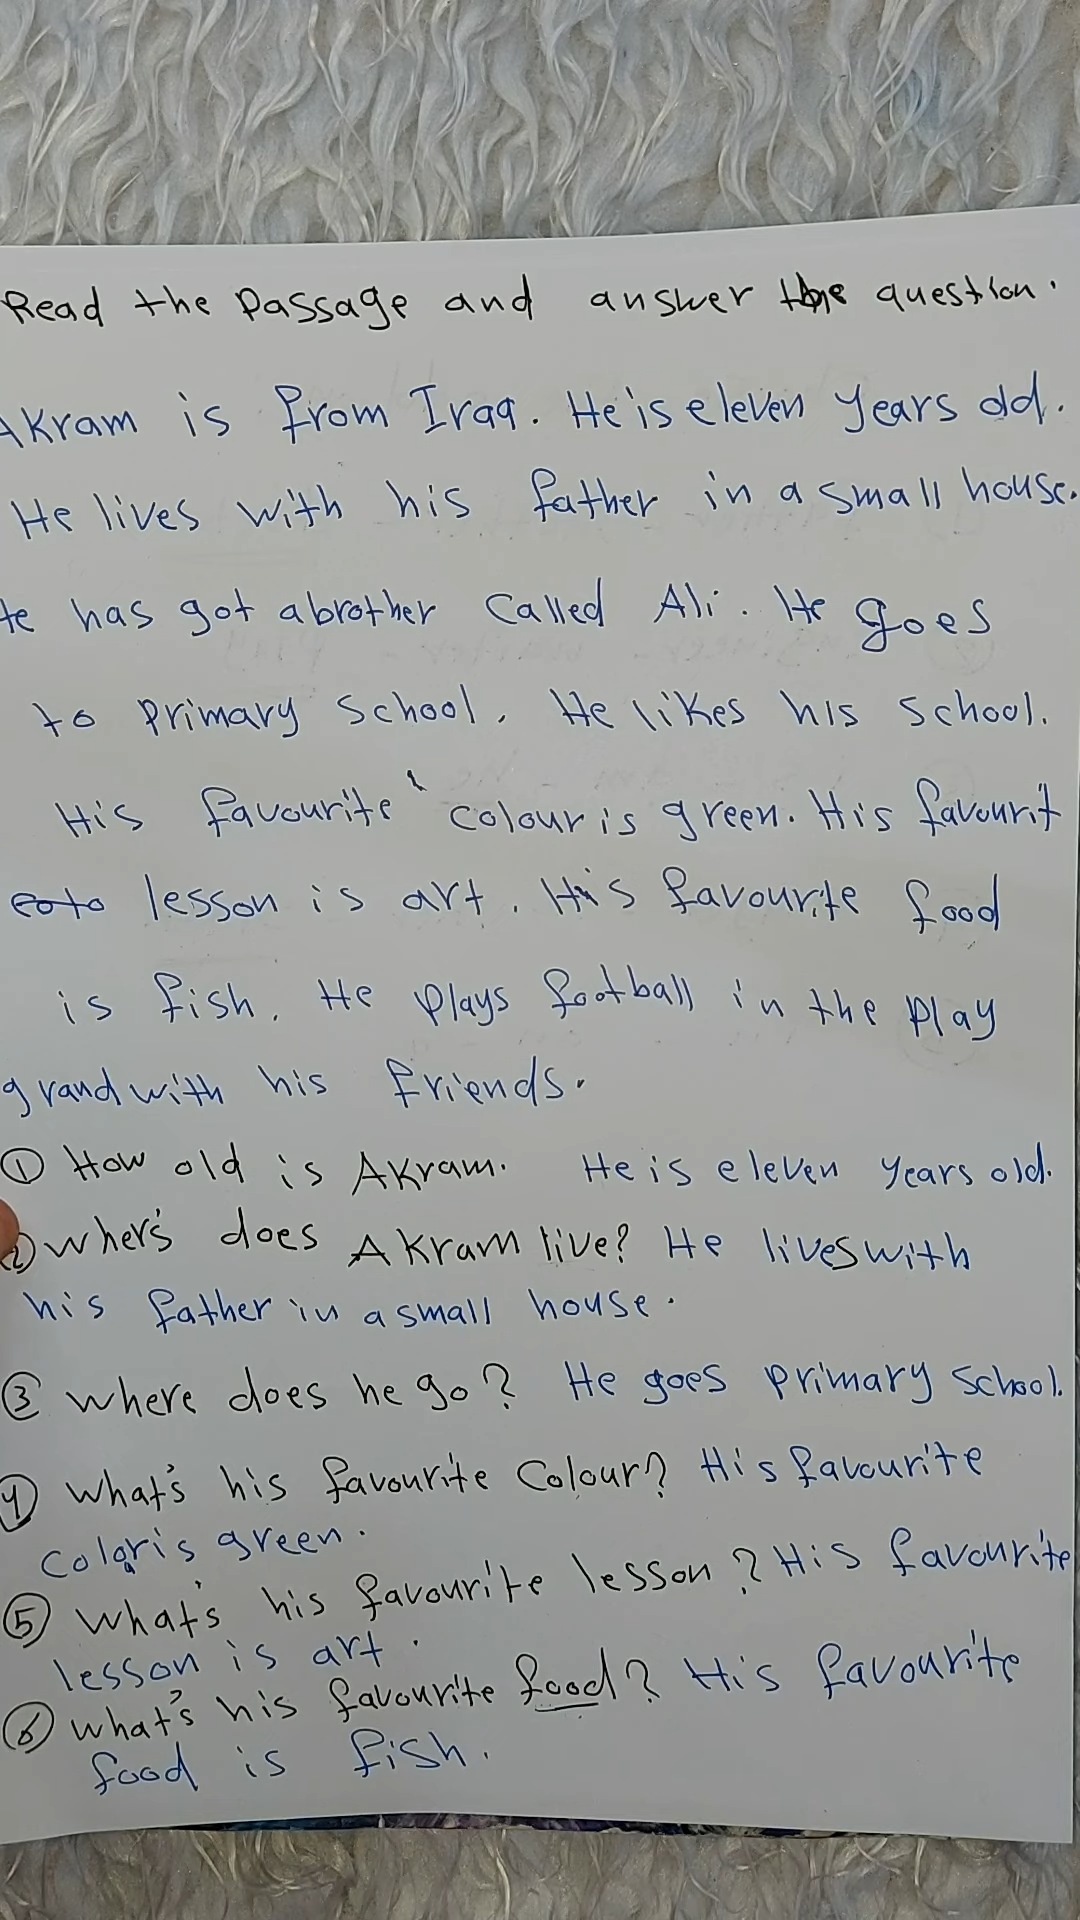 Read the Passage and answer the question.
Akram is from Iraq. He is eleven years old.
He lives with his father in a small house.
He has got a brother Called Ali. He goes
to Primary School. He likes his School.
His favourite colour is green. His favourit
lesson is art. His favourite food
is fish. He Plays football in the Play
grand with his friends.
① How old is Akram. He is eleven years old.
② wher's does Akram live? He lives with
his father in a small house.
③ where does he go? He goes Primary School.
④ what's his favourite Colour? His favourite
Color is green.
⑤ what's his favourite lesson? His favourite
lesson is art.
⑥ what's his favourite food? His favourite
food is fish.